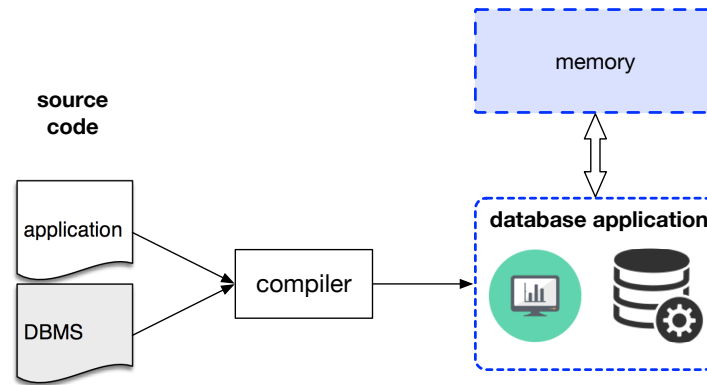 memory
source
code
application
DBMS
compiler
database application